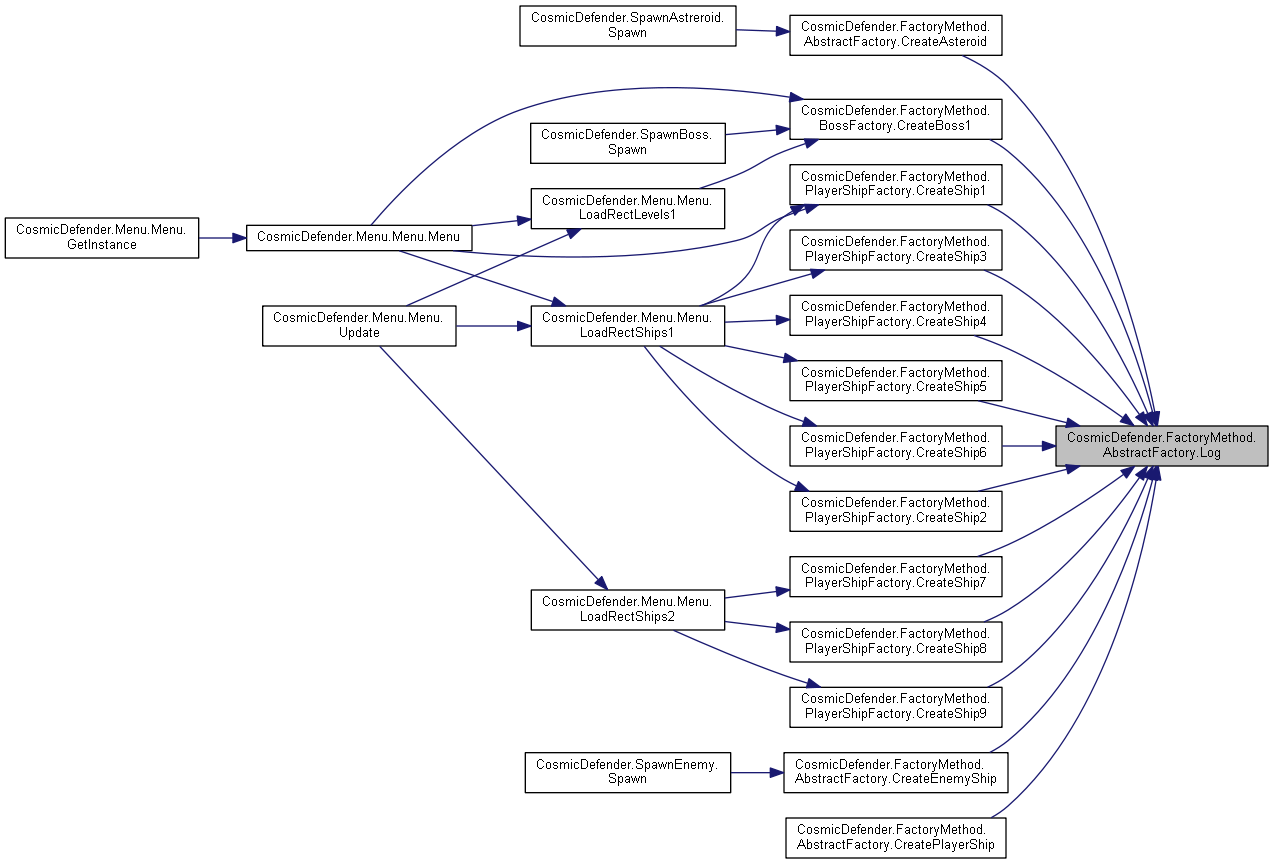 CosmicDefender.SpawnAstreroid.
Spawn
CosmicDefender.FactoryMethod.
AbstractFactory.CreateAsteroid
CosmicDefender.FactoryMethod.
BossFactory.CreateBoss1
CosmicDefender.SpawnBoss.
Spawn
CosmicDefender.FactoryMethod.
PlayerShipFactory.CreateShip1
CosmicDefender.Menu.Menu.
LoadRectLevels1
CosmicDefender.Menu.Menu.
GetInstance
CosmicDefender.Menu.Menu.Menu
CosmicDefender.FactoryMethod.
PlayerShipFactory.CreateShip3
CosmicDefender.Menu.Menu.
Update
CosmicDefender.Menu.Menu.
LoadRectShips1
CosmicDefender.FactoryMethod.
PlayerShipFactory.CreateShip4
CosmicDefender.FactoryMethod.
PlayerShipFactory.CreateShip5
CosmicDefender.FactoryMethod.
PlayerShipFactory.CreateShip6
CosmicDefender.FactoryMethod.
AbstractFactory.Log
CosmicDefender.FactoryMethod.
PlayerShipFactory.CreateShip2
CosmicDefender.FactoryMethod.
PlayerShipFactory.CreateShip7
CosmicDefender.Menu.Menu.
LoadRectShips2
CosmicDefender.FactoryMethod.
PlayerShipFactory.CreateShip8
CosmicDefender.FactoryMethod.
PlayerShipFactory.CreateShip9
CosmicDefender.SpawnEnemy.
Spawn
CosmicDefender.FactoryMethod.
AbstractFactory.CreateEnemyShip
CosmicDefender.FactoryMethod.
AbstractFactory.CreatePlayerShip